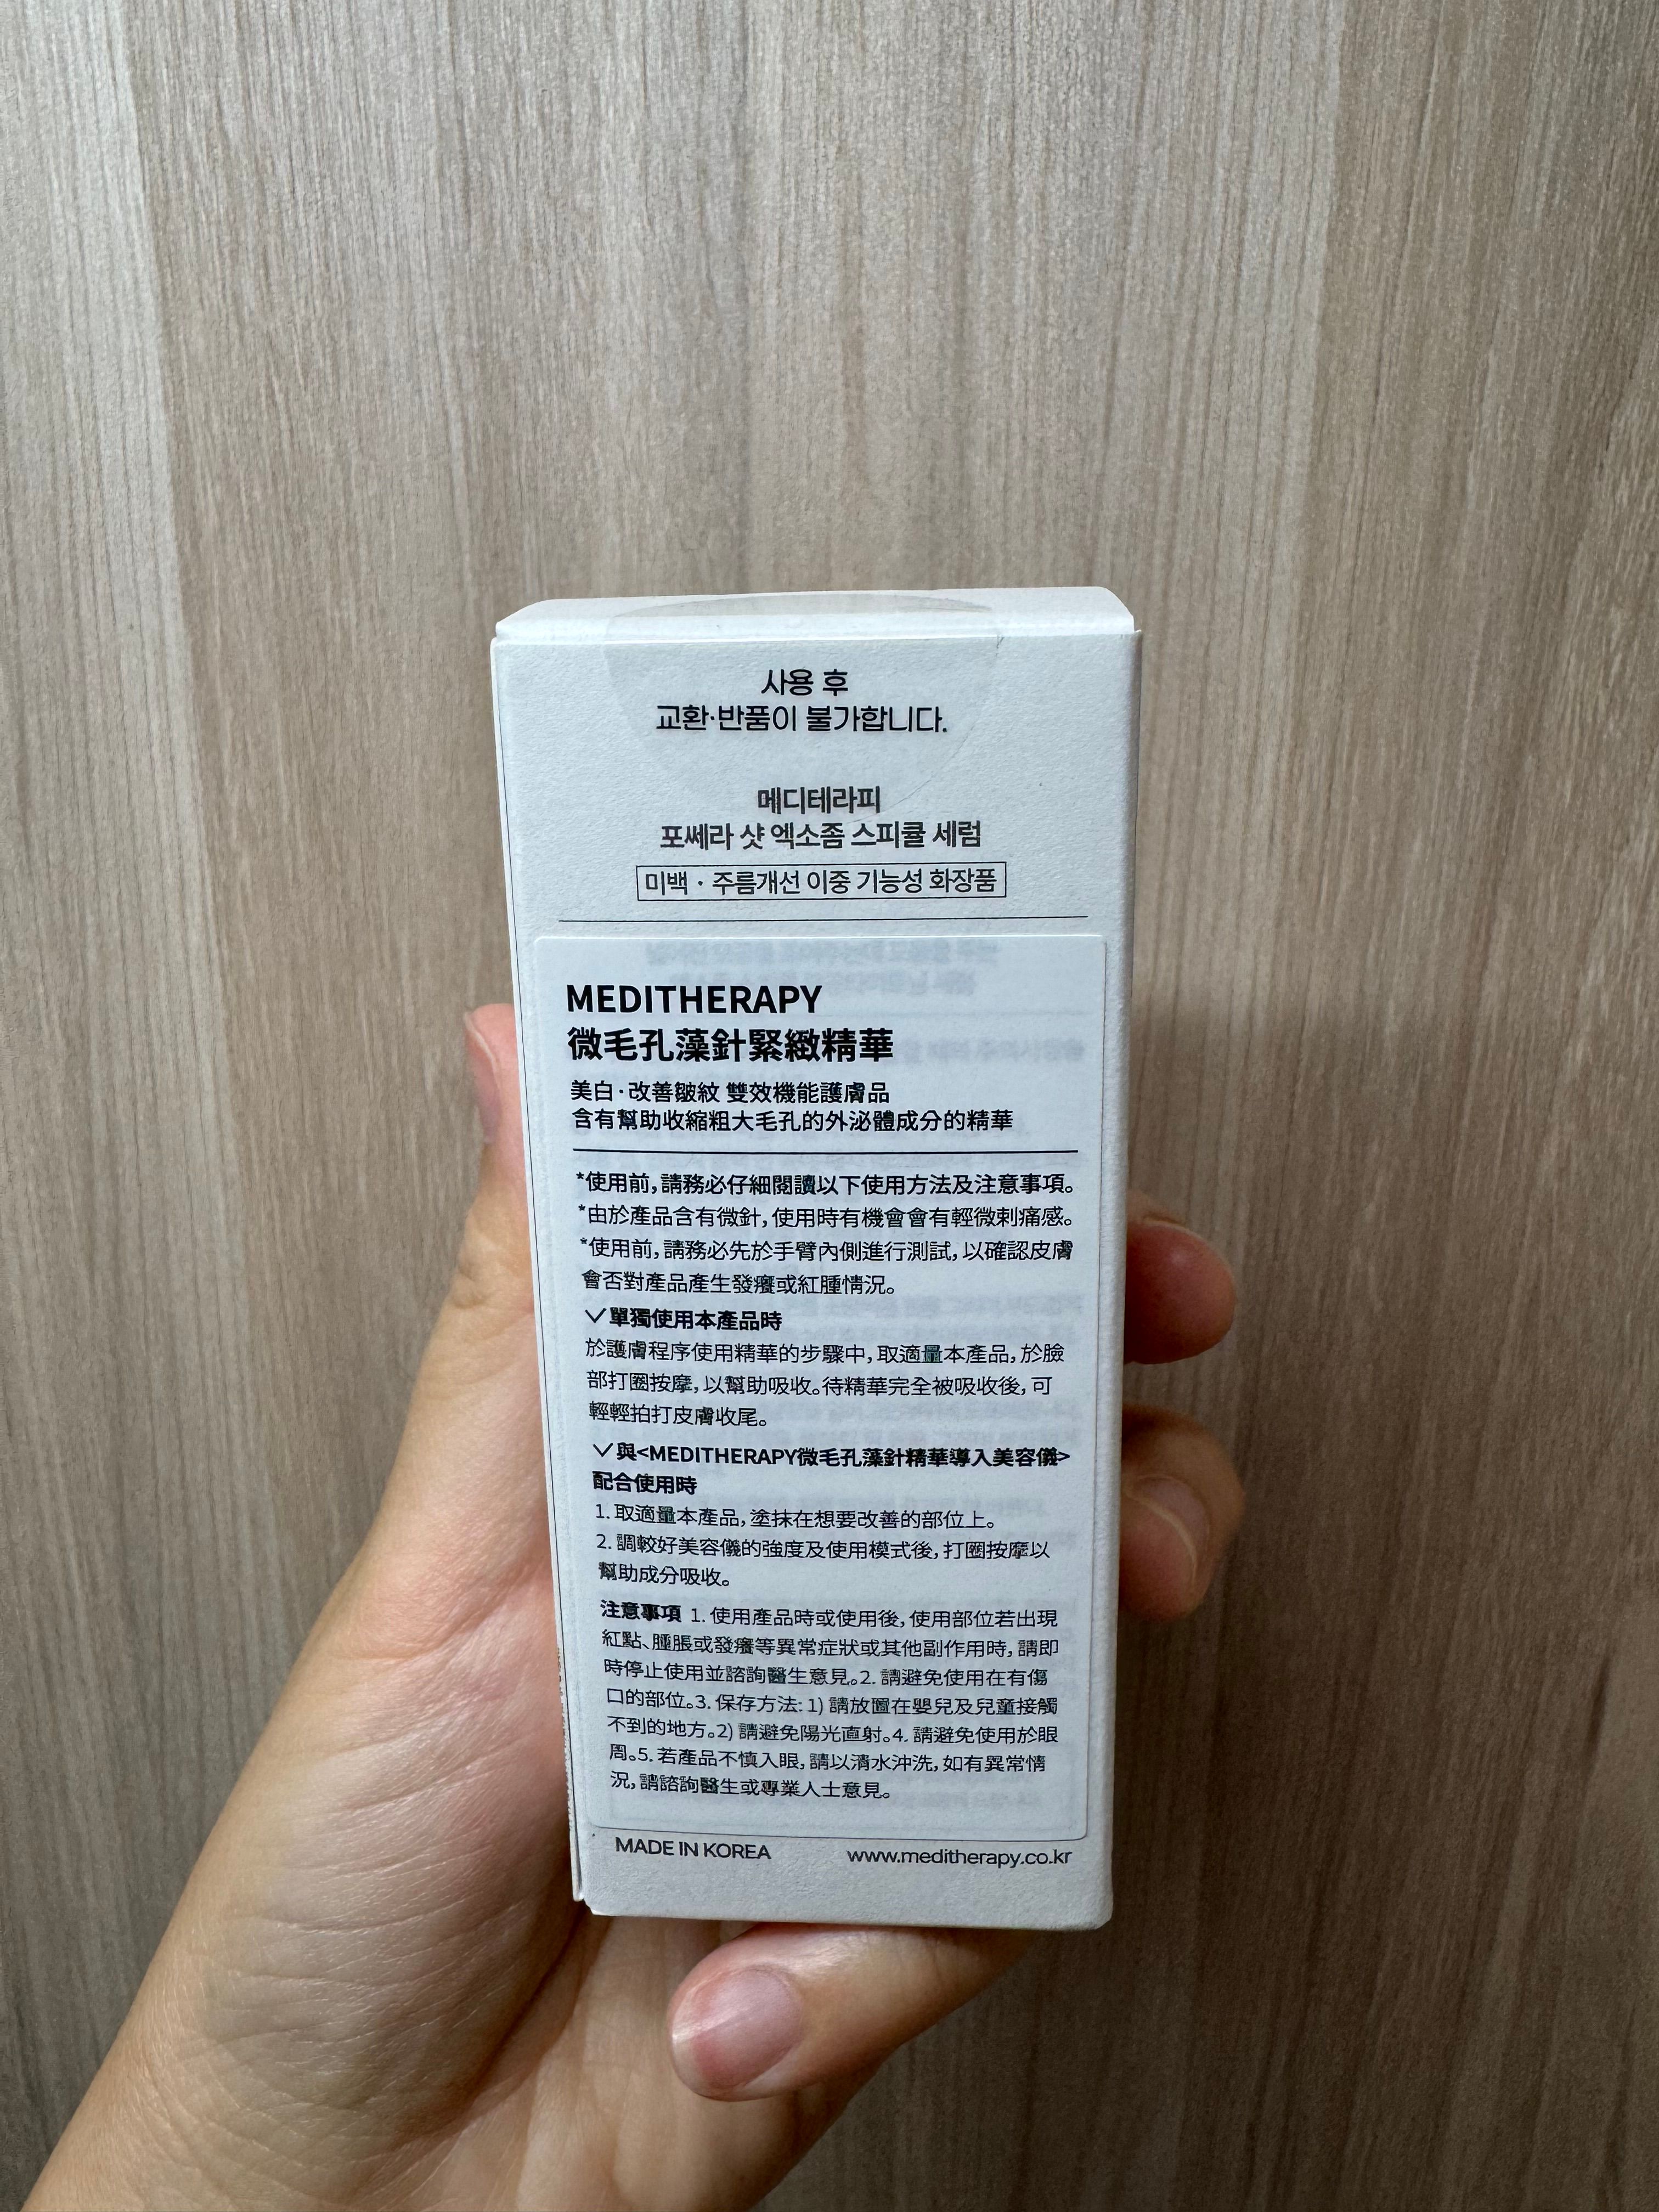 사용 후
교환·반품이 불가합니다.
메디테라피
포쎄라 샷 엑소좀 스피큘 세럼
미백 · 주름개선 이중 기능성 화장품
MEDITHERAPY
微毛孔藻針緊緻精華
美白·改善皺紋 雙效機能護膚品
含有幫助收縮粗大毛孔的外泌體成分的精華
*使用前,請務必仔細閱讀以下使用方法及注意事項。
*由於產品含有微針,使用時有機會會有輕微刺痛感。
*使用前,請務必先於手臂內側進行測試,以確認皮膚
會否對產品產生發癢或紅腫情況。
✓單獨使用本產品時
於護膚程序使用精華的步驟中,取適量本產品,於臉
部打圈按摩,以幫助吸收。待精華完全被吸收後,可
輕輕拍打皮膚收尾。
✓與<MEDITHERAPY微毛孔藻針精華導入美容儀>
配合使用時
1. 取適量本產品,塗抹在想要改善的部位上。
2. 調較好美容儀的強度及使用模式後,打圈按摩以
幫助成分吸收。
注意事項 1. 使用產品時或使用後,使用部位若出現
紅點、腫脹或發癢等異常症狀或其他副作用時,請即
時停止使用並諮詢醫生意見。2. 請避免使用在有傷
口的部位。3. 保存方法: 1) 請放置在嬰兒及兒童接觸
不到的地方。2) 請避免陽光直射。4. 請避免使用於眼
周。5. 若產品不慎入眼,請以清水沖洗,如有異常情
況,請諮詢醫生或專業人士意見。
MADE IN KOREA
www.meditherapy.co.kr